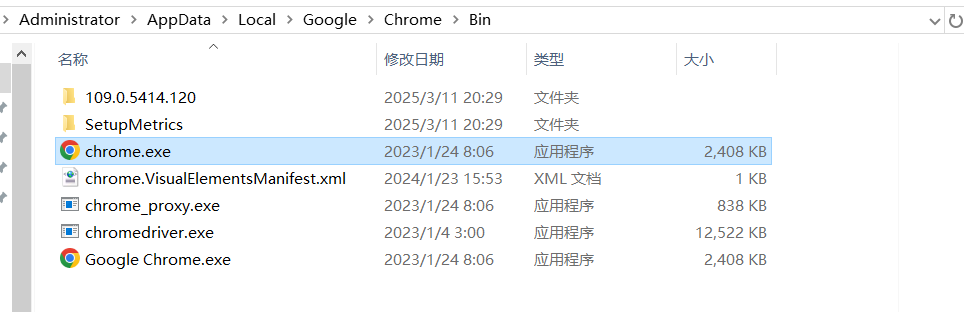 Administrator > AppData > Local > Google > Chrome > Bin
名称 修改日期 类型 大小
109.0.5414.120 2025/3/11 20:29 文件夹
SetupMetrics 2025/3/11 20:29 文件夹
chrome.exe 2023/1/24 8:06 应用程序 2,408 KB
chrome.VisualElementsManifest.xml 2024/1/23 15:53 XML 文档 1 KB
chrome_proxy.exe 2023/1/24 8:06 应用程序 838 KB
chromedriver.exe 2023/1/4 3:00 应用程序 12,522 KB
Google Chrome.exe 2023/1/24 8:06 应用程序 2,408 KB